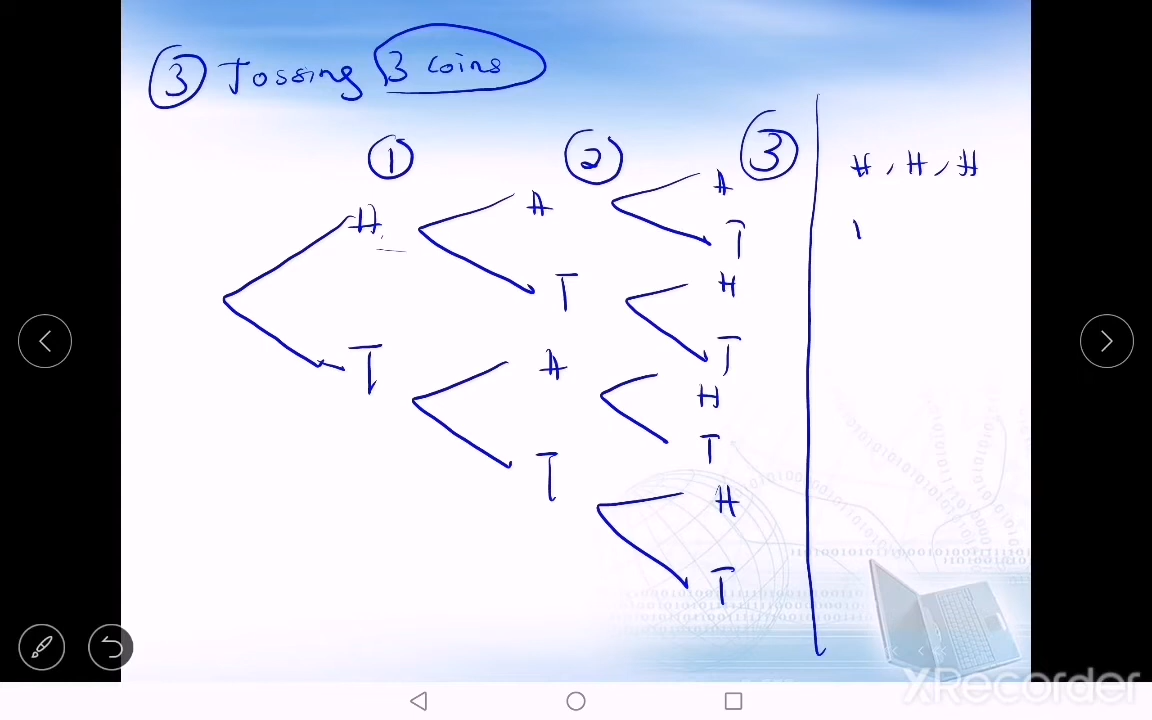 ③ Tossing 3 coins
① ② ③
H H H H, H, H
T
T H
T
T H H
T
T H
T
XRecorder